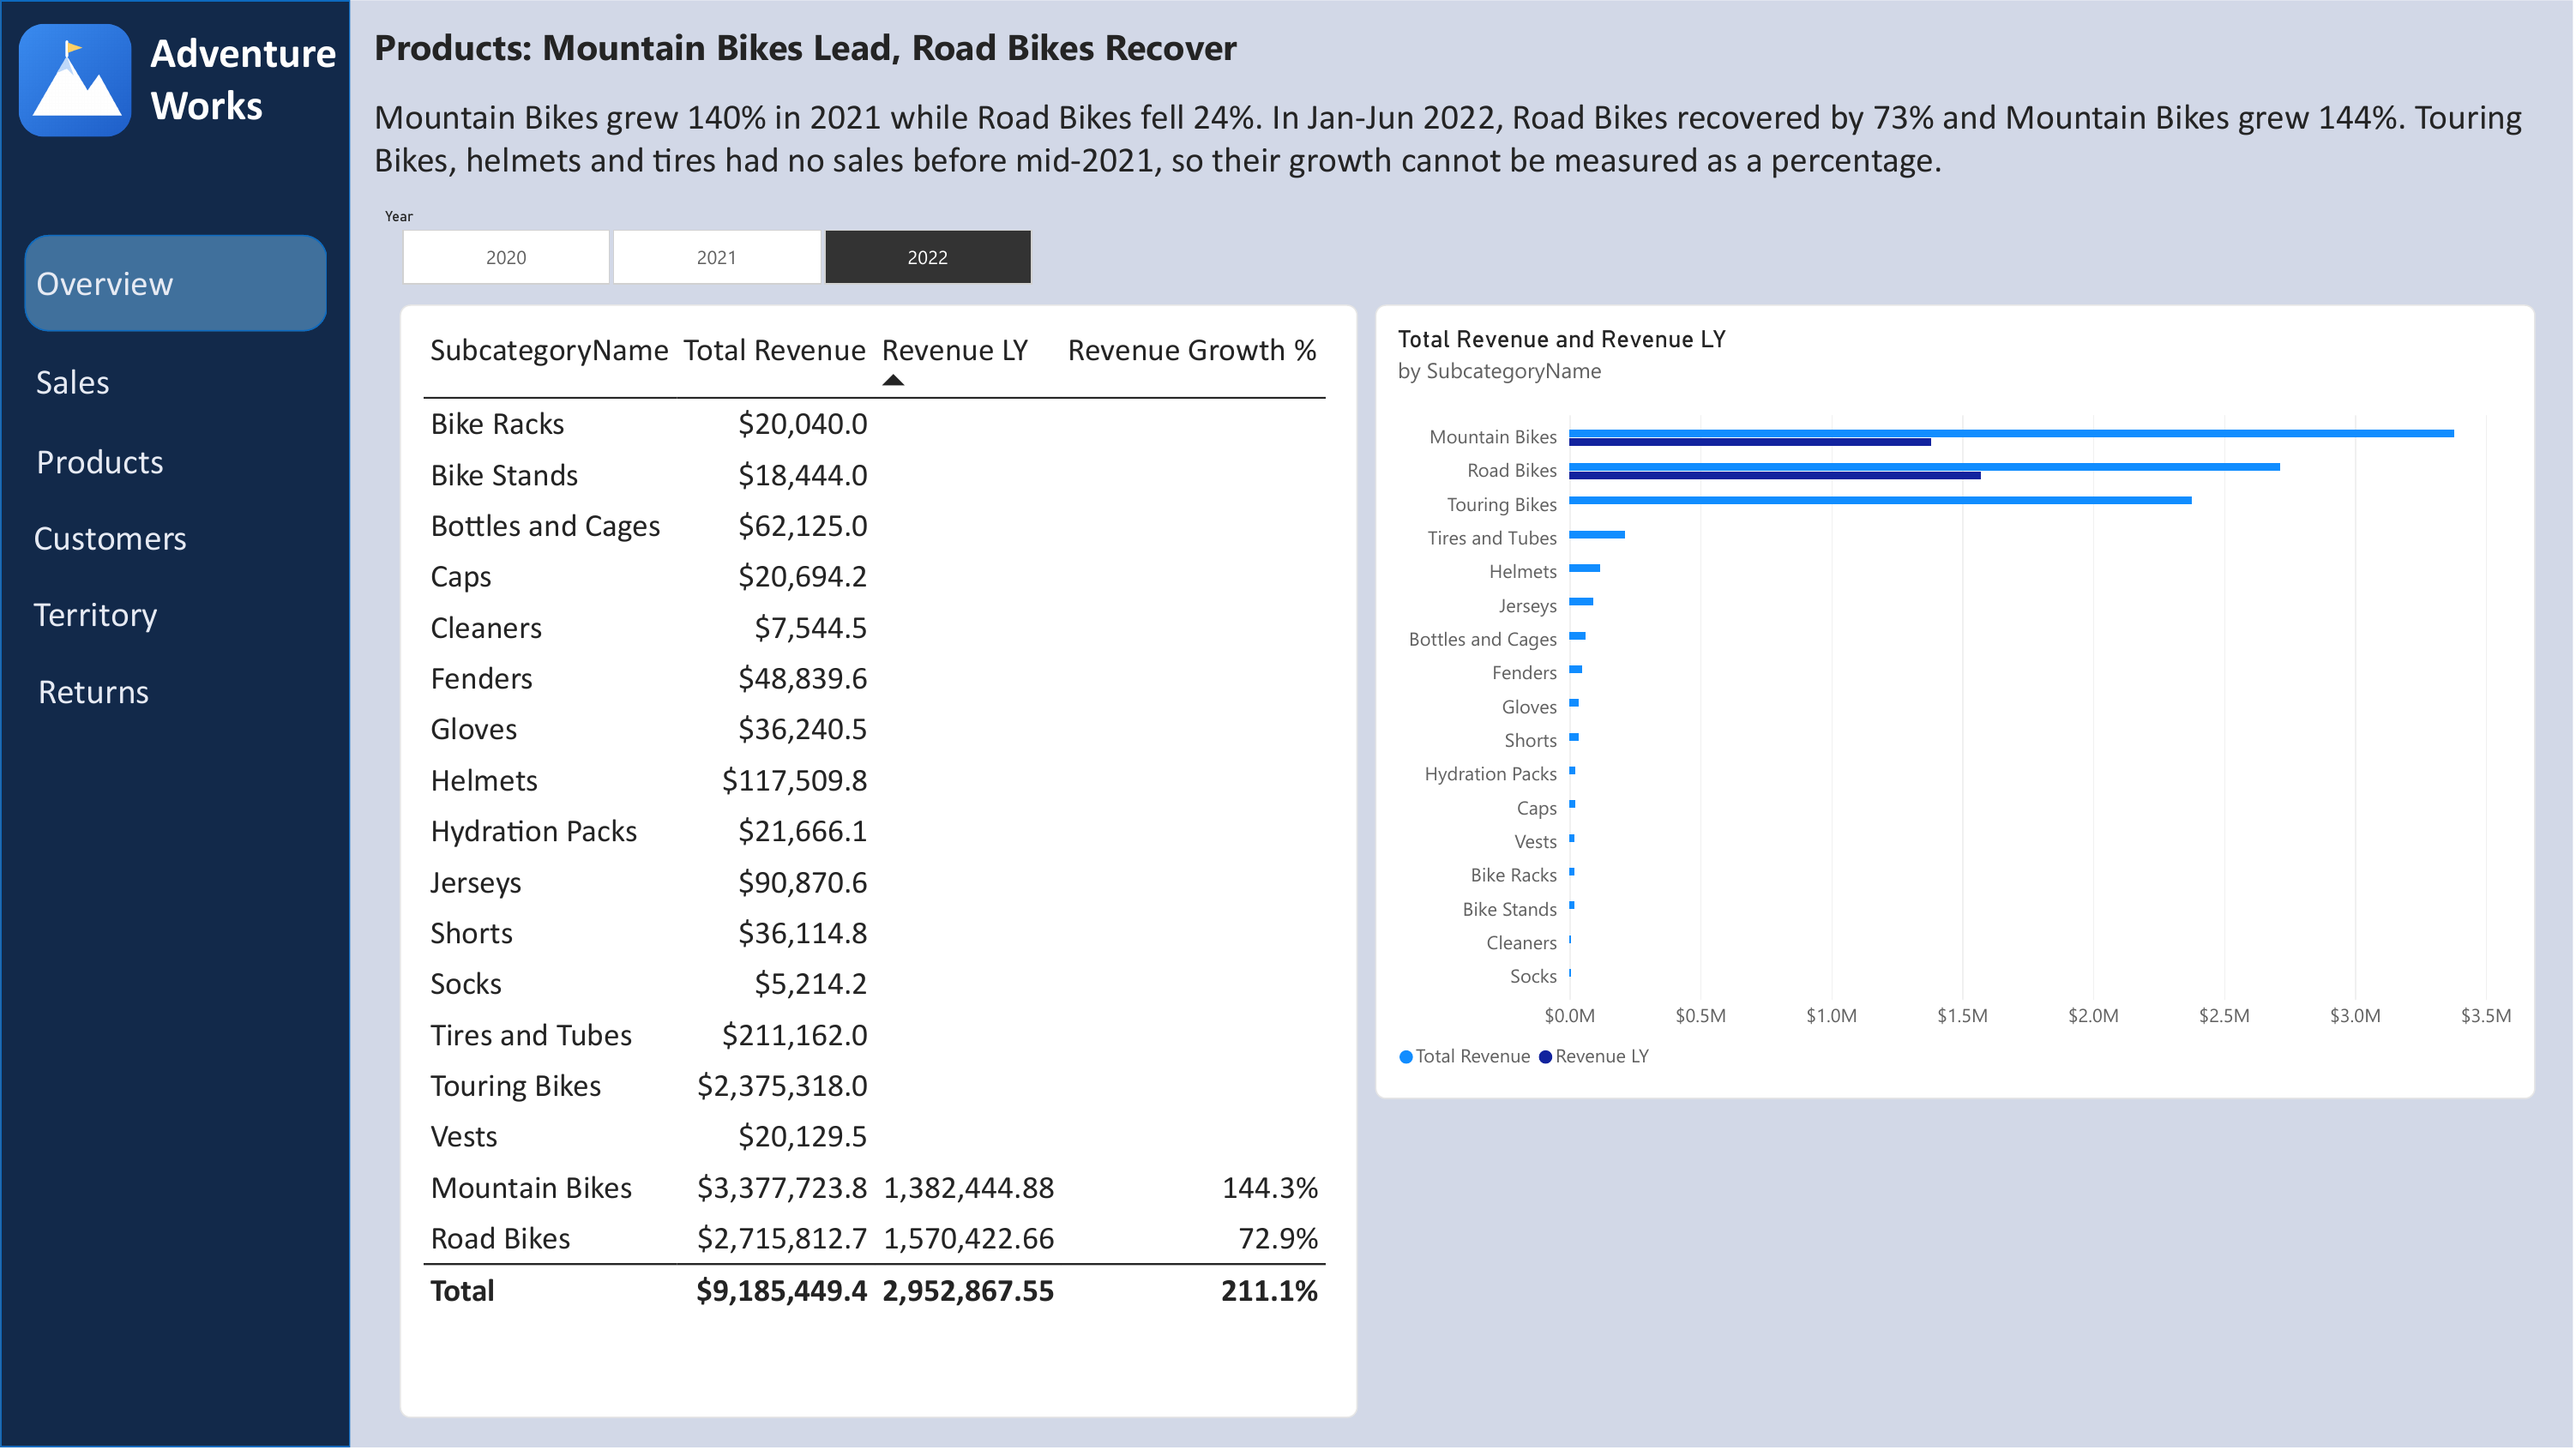 Adventure
Works
Overview
Sales
Products
Customers
Territory
Returns
Products: Mountain Bikes Lead, Road Bikes Recover
Mountain Bikes grew 140% in 2021 while Road Bikes fell 24%. In Jan-Jun 2022, Road Bikes recovered by 73% and Mountain Bikes grew 144%. Touring
Bikes, helmets and tires had no sales before mid-2021, so their growth cannot be measured as a percentage.
Year
2020 2021 2022
SubcategoryName Total Revenue Revenue LY Revenue Growth %
Bike Racks $20,040.0
Bike Stands $18,444.0
Bottles and Cages $62,125.0
Caps $20,694.2
Cleaners $7,544.5
Fenders $48,839.6
Gloves $36,240.5
Helmets $117,509.8
Hydration Packs $21,666.1
Jerseys $90,870.6
Shorts $36,114.8
Socks $5,214.2
Tires and Tubes $211,162.0
Touring Bikes $2,375,318.0
Vests $20,129.5
Mountain Bikes $3,377,723.8 1,382,444.88 144.3%
Road Bikes $2,715,812.7 1,570,422.66 72.9%
Total $9,185,449.4 2,952,867.55 211.1%
Total Revenue and Revenue LY
by SubcategoryName
Mountain Bikes
Road Bikes
Touring Bikes
Tires and Tubes
Helmets
Jerseys
Bottles and Cages
Fenders
Gloves
Shorts
Hydration Packs
Caps
Vests
Bike Racks
Bike Stands
Cleaners
Socks
$0.0M $0.5M $1.0M $1.5M $2.0M $2.5M $3.0M $3.5M
Total Revenue Revenue LY